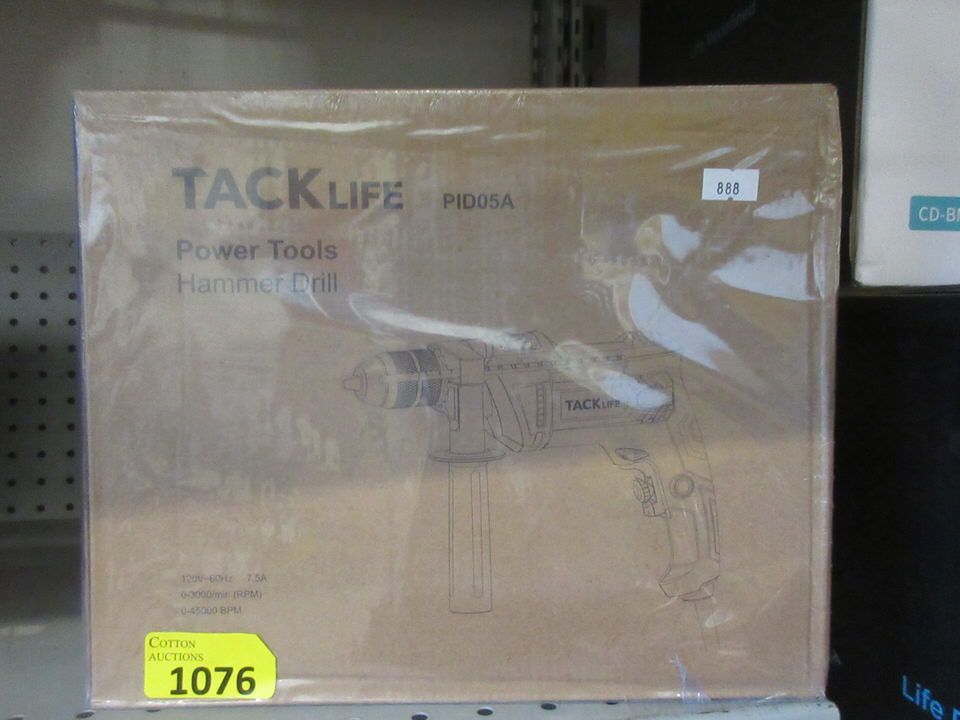 TACKLIFE PID05A
888
Power Tools
Hammer Drill
TACKLIFE
120V~60Hz 7.5A
0-3000/min (RPM)
0-45000 BPM
COTTON
AUCTIONS
1076
CD-B
Life